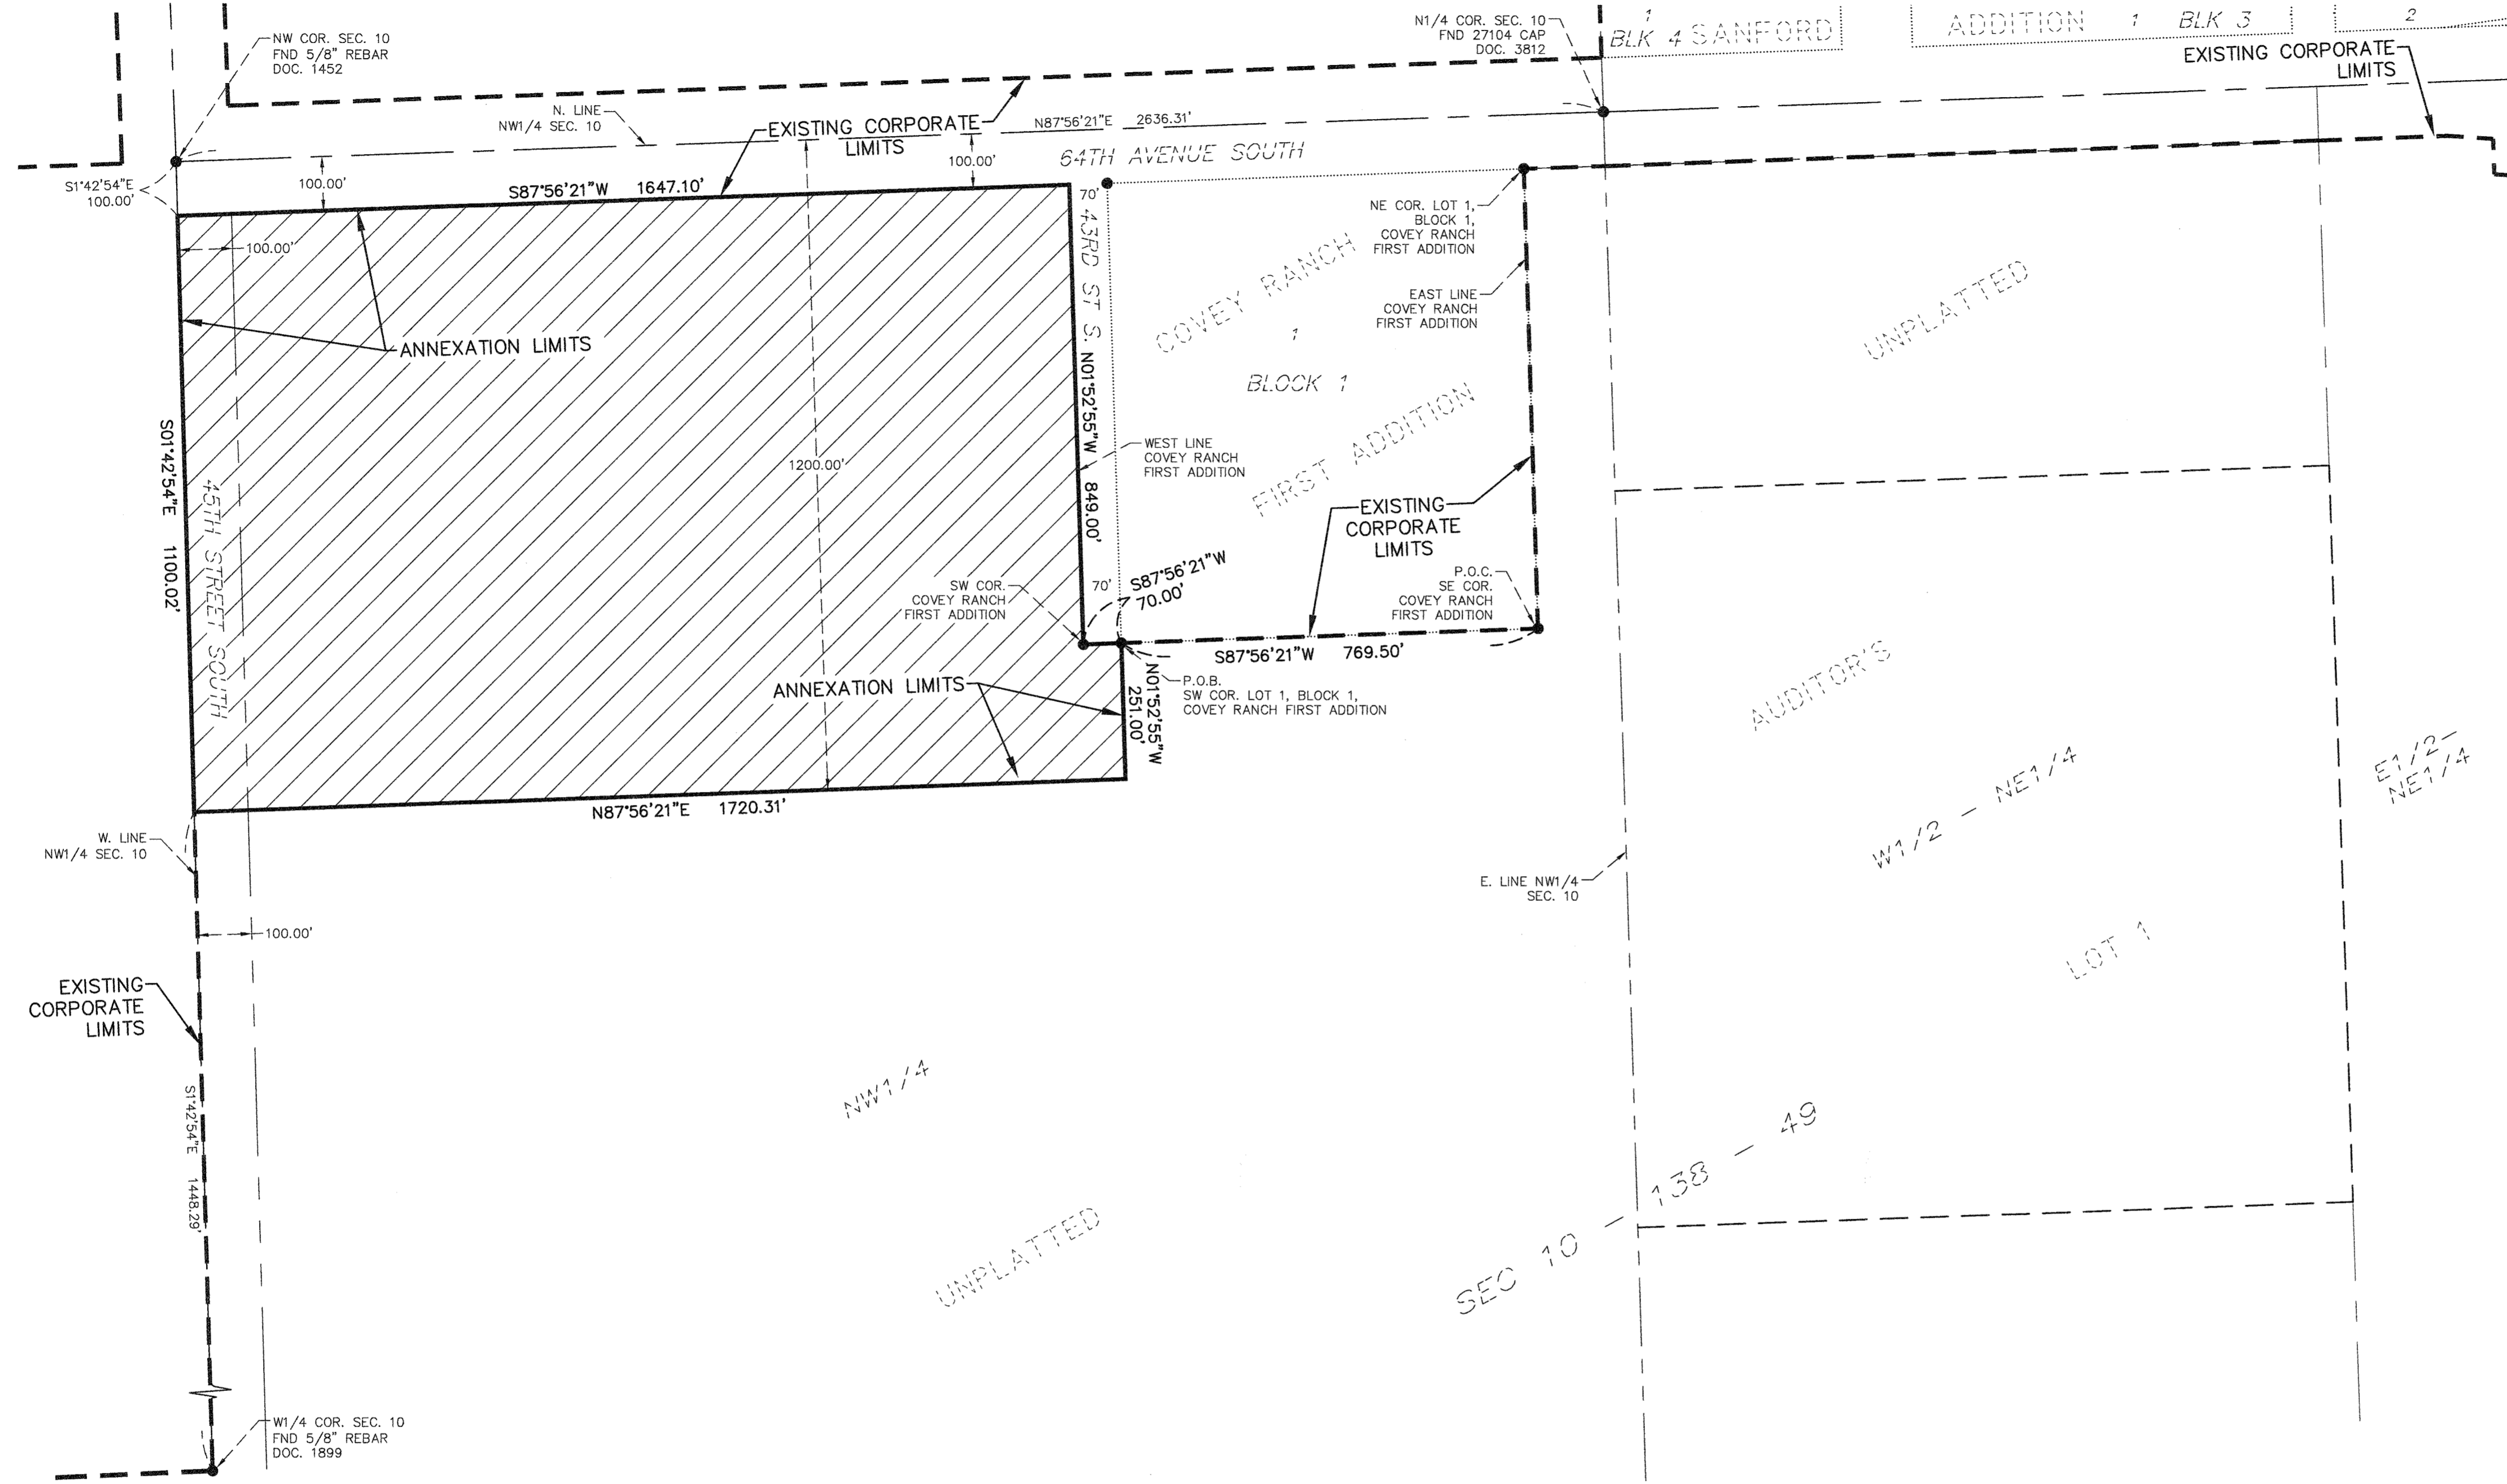 NW COR. SEC. 10
FND 5/8" REBAR
DOC. 1452
N1/4 COR. SEC. 10
FND 27104 CAP
DOC. 3812
1
BLK 4 SANFORD
ADDITION 1 BLK 3
2
EXISTING CORPORATE
LIMITS
N. LINE
NW1/4 SEC. 10
EXISTING CORPORATE
LIMITS
N87°56'21"E 2636.31'
64TH AVENUE SOUTH
S1°42'54"E
100.00'
100.00'
100.00'
S87°56'21"W 1647.10'
70'
43RD ST S.
NE COR. LOT 1,
BLOCK 1,
COVEY RANCH
FIRST ADDITION
100.00'
COVEY RANCH
1
BLOCK 1
FIRST ADDITION
EAST LINE
COVEY RANCH
FIRST ADDITION
UNPLATTED
ANNEXATION LIMITS
N01°52'55"W 849.00'
WEST LINE
COVEY RANCH
FIRST ADDITION
1200.00'
S01°42'54"E 1100.02'
45TH STREET SOUTH
EXISTING
CORPORATE
LIMITS
SW COR.
COVEY RANCH
FIRST ADDITION
70'
S87°56'21"W
70.00'
P.O.C.
SE COR.
COVEY RANCH
FIRST ADDITION
S87°56'21"W 769.50'
ANNEXATION LIMITS
N01°52'55"W
251.00'
P.O.B.
SW COR. LOT 1, BLOCK 1,
COVEY RANCH FIRST ADDITION
AUDITOR'S
W1/2 - NE1/4
E1/2-
NE1/4
N87°56'21"E 1720.31'
W. LINE
NW1/4 SEC. 10
E. LINE NW1/4
SEC. 10
100.00'
LOT 1
EXISTING
CORPORATE
LIMITS
S1°42'54"E 1448.29'
NW1/4
UNPLATTED
SEC 10 - 138 - 49
W1/4 COR. SEC. 10
FND 5/8" REBAR
DOC. 1899